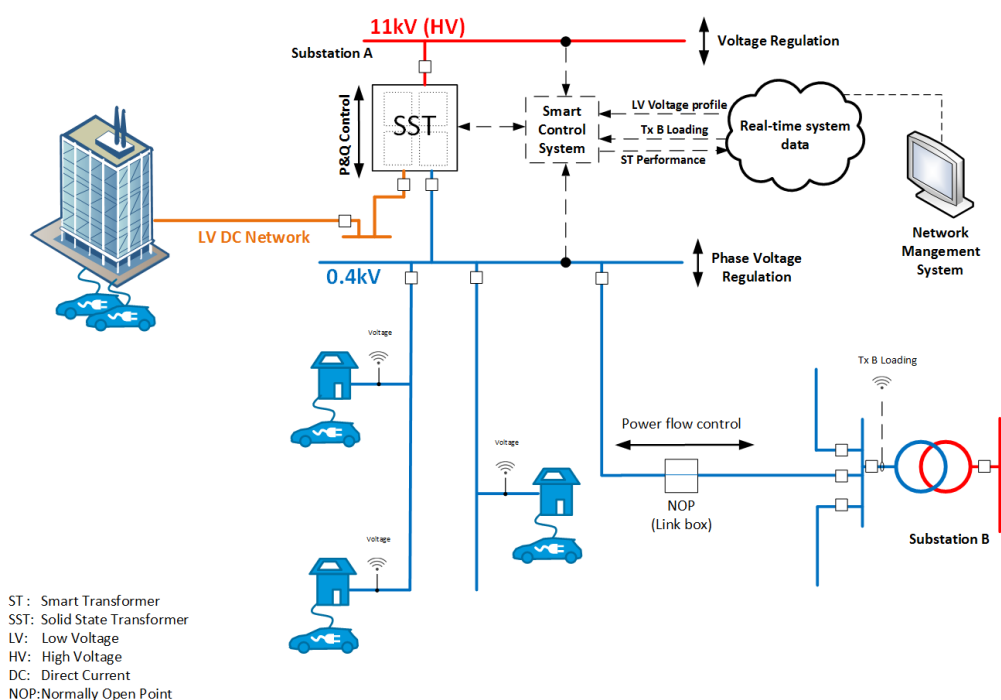 11kV (HV)
Substation A
Voltage Regulation
P&Q Control
SST
Smart
Control
System
LV Voltage profile
Tx B Loading
ST Performance
Real-time system
data
Network
Mangement
System
LV DC Network
0.4kV
Phase Voltage
Regulation
Voltage
Voltage
Voltage
Tx B Loading
Power flow control
NOP
(Link box)
Substation B
ST : Smart Transformer
SST: Solid State Transformer
LV: Low Voltage
HV: High Voltage
DC: Direct Current
NOP:Normally Open Point